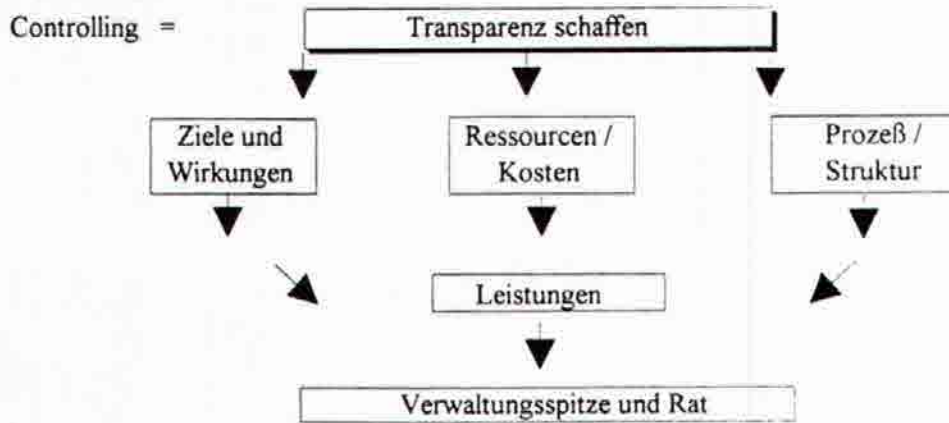 Controlling = Transparenz schaffen
Ziele und
Wirkungen
Ressourcen /
Kosten
Prozeß /
Struktur
Leistungen
Verwaltungsspitze und Rat